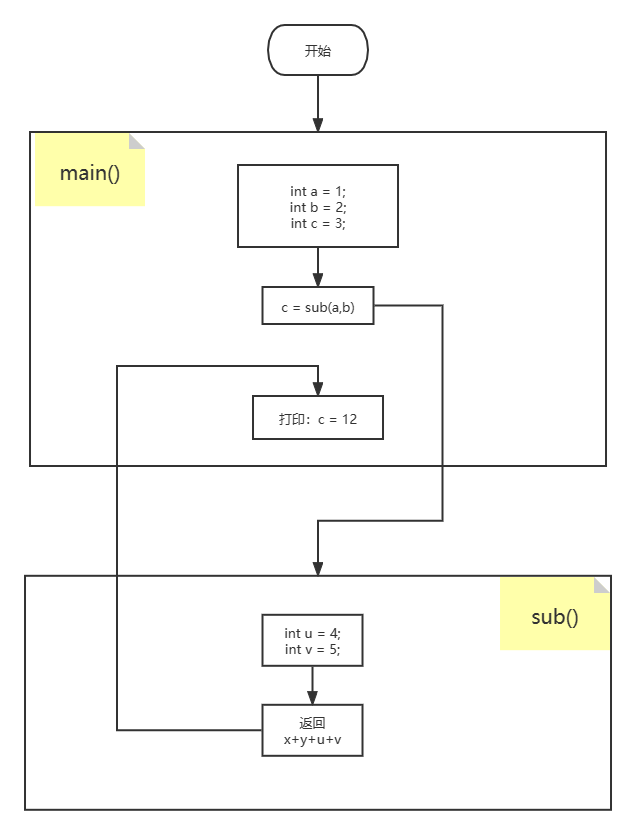 开始
main()
int a = 1;
int b = 2;
int c = 3;
c = sub(a,b)
打印：c = 12
sub()
int u = 4;
int v = 5;
返回
x+y+u+v